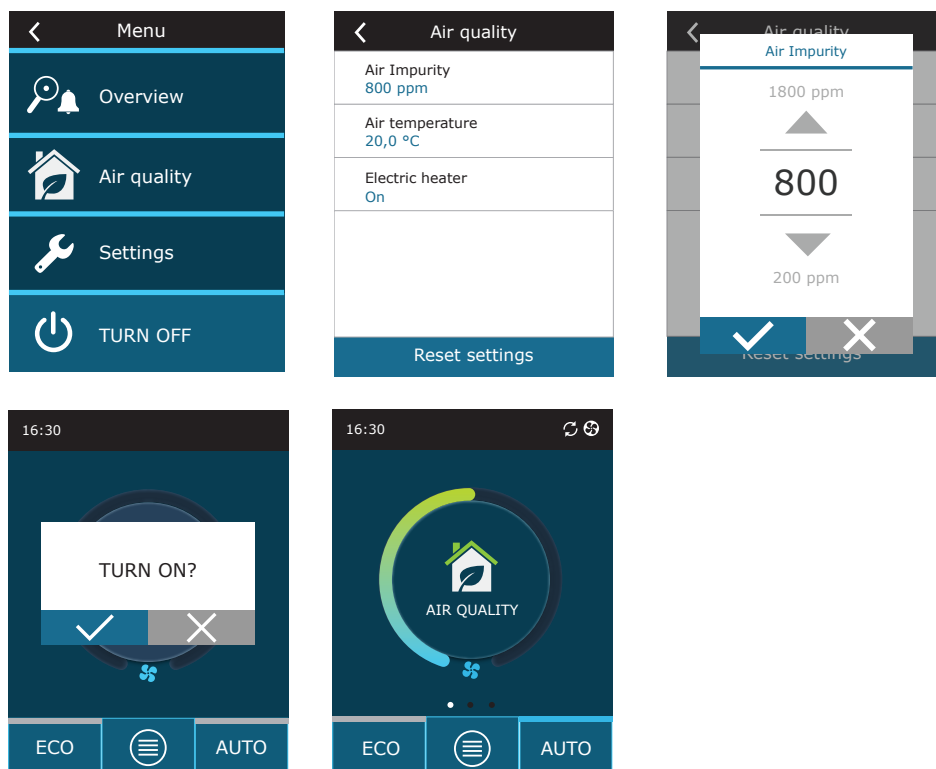 Menu
Overview
Air quality
Settings
TURN OFF
Air quality
Air Impurity
800 ppm
Air temperature
20,0 °C
Electric heater
On
Reset settings
Air quality
Air Impurity
1800 ppm
800
200 ppm
Reset settings
16:30
TURN ON?
ECO
AUTO
16:30
AIR QUALITY
ECO
AUTO